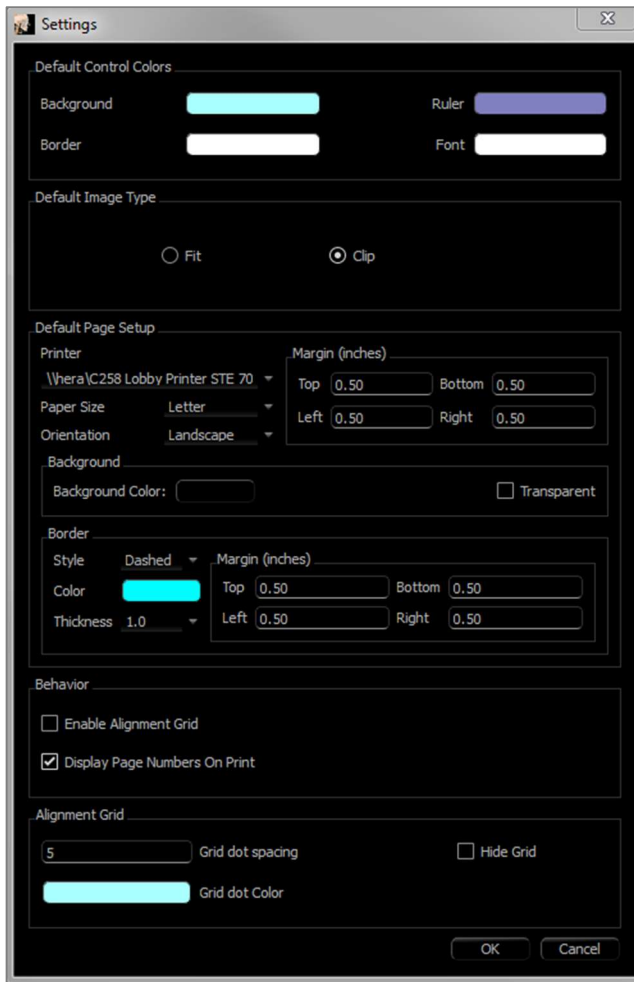 Settings
Default Control Colors
Background Ruler
Border Font
Default Image Type
Fit Clip
Default Page Setup
Printer
\\hera\C258 Lobby Printer STE 70
Paper Size Letter
Orientation Landscape
Margin (inches)
Top 0.50 Bottom 0.50
Left 0.50 Right 0.50
Background
Background Color: Transparent
Border
Style Dashed
Color
Thickness 1.0
Margin (inches)
Top 0.50 Bottom 0.50
Left 0.50 Right 0.50
Behavior
Enable Alignment Grid
Display Page Numbers On Print
Alignment Grid
5 Grid dot spacing Hide Grid
Grid dot Color
OK Cancel